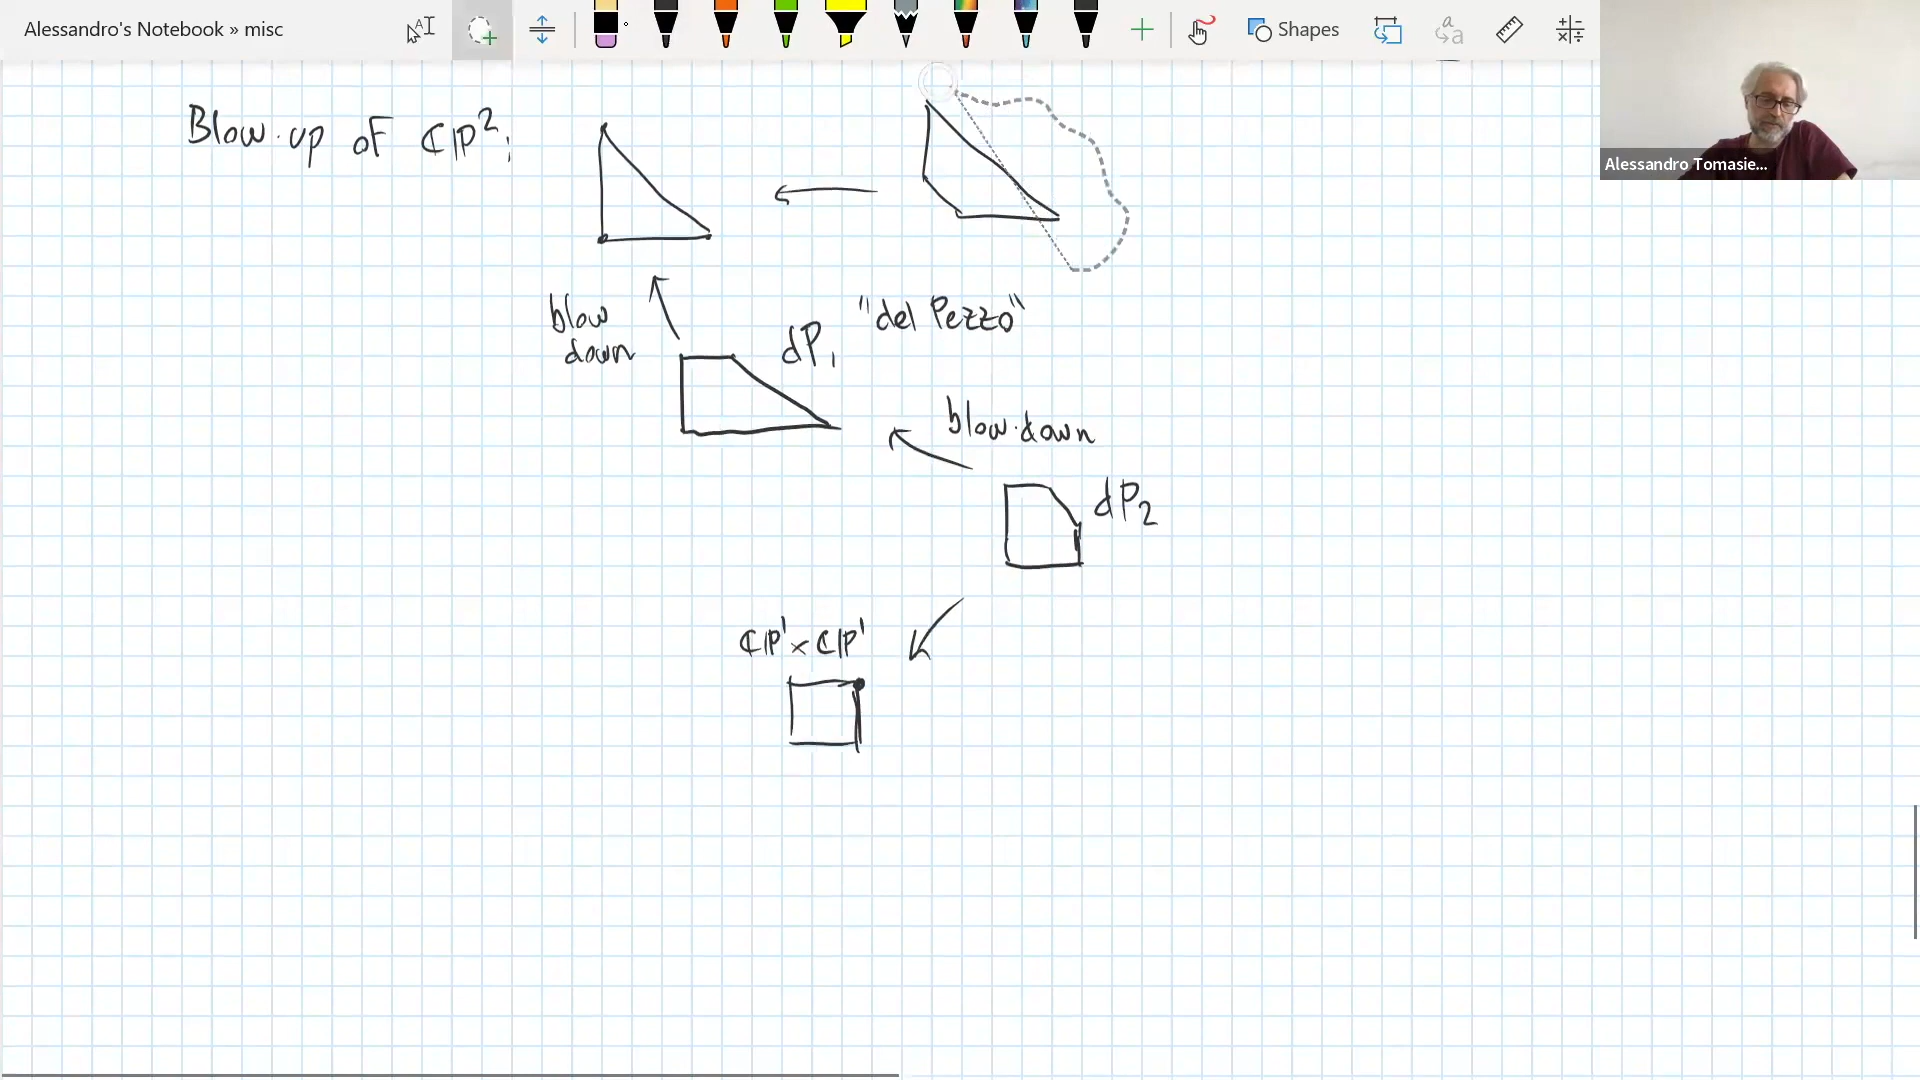 Alessandro's Notebook » misc
Shapes
Alessandro Tomasie...
Blow-up of ℂℙ²:
blow
down
dP₁
"del Pezzo"
blow-down
dP₂
ℂℙ¹×ℂℙ¹